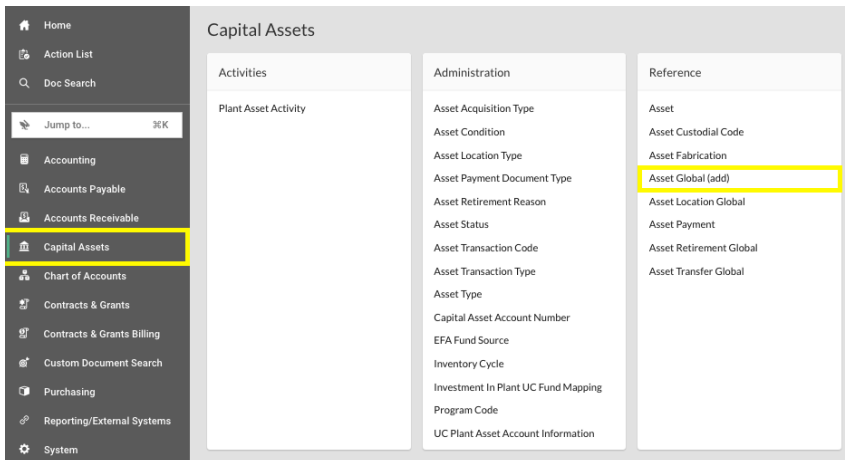 Home
Action List
Doc Search
Jump to... ⌘K
Accounting
Accounts Payable
Accounts Receivable
Capital Assets
Chart of Accounts
Contracts & Grants
Contracts & Grants Billing
Custom Document Search
Purchasing
Reporting/External Systems
System
Capital Assets
Activities
Plant Asset Activity
Administration
Asset Acquisition Type
Asset Condition
Asset Location Type
Asset Payment Document Type
Asset Retirement Reason
Asset Status
Asset Transaction Code
Asset Transaction Type
Asset Type
Capital Asset Account Number
EFA Fund Source
Inventory Cycle
Investment In Plant UC Fund Mapping
Program Code
UC Plant Asset Account Information
Reference
Asset
Asset Custodial Code
Asset Fabrication
Asset Global (add)
Asset Location Global
Asset Payment
Asset Retirement Global
Asset Transfer Global